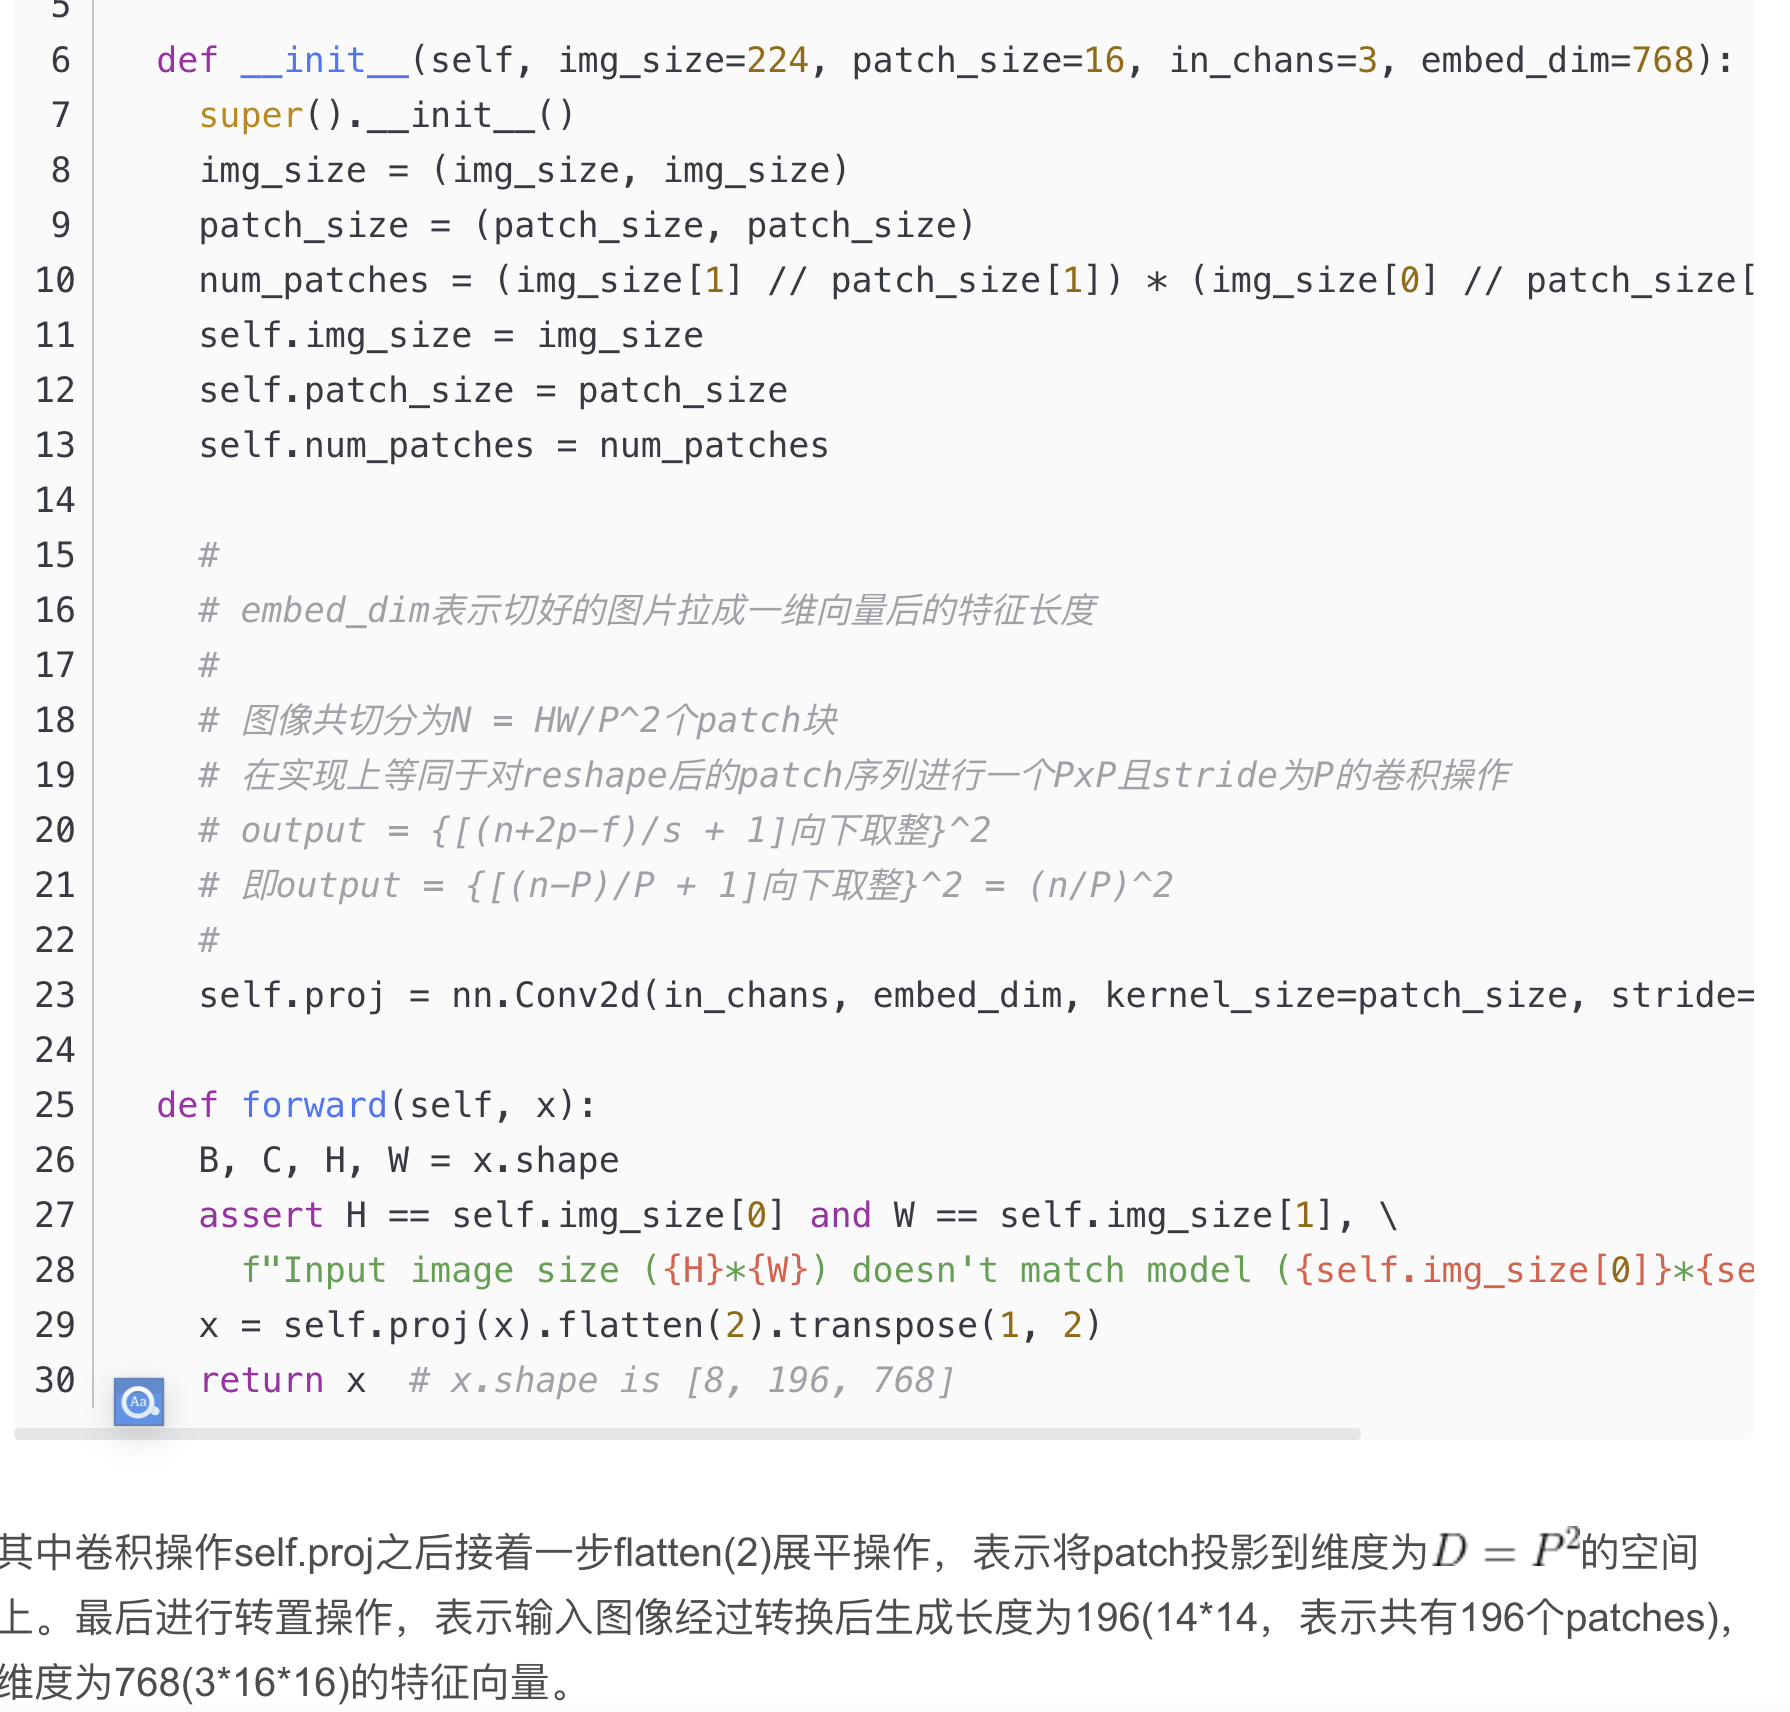 5
6 def __init__(self, img_size=224, patch_size=16, in_chans=3, embed_dim=768):
7 super().__init__()
8 img_size = (img_size, img_size)
9 patch_size = (patch_size, patch_size)
10 num_patches = (img_size[1] // patch_size[1]) * (img_size[0] // patch_size[
11 self.img_size = img_size
12 self.patch_size = patch_size
13 self.num_patches = num_patches
14
15 #
16 # embed_dim表示切好的图片拉成一维向量后的特征长度
17 #
18 # 图像共切分为N = HW/P^2个patch块
19 # 在实现上等同于对reshape后的patch序列进行一个PxP且stride为P的卷积操作
20 # output = {[(n+2p-f)/s + 1]向下取整}^2
21 # 即output = {[(n-P)/P + 1]向下取整}^2 = (n/P)^2
22 #
23 self.proj = nn.Conv2d(in_chans, embed_dim, kernel_size=patch_size, stride=
24
25 def forward(self, x):
26 B, C, H, W = x.shape
27 assert H == self.img_size[0] and W == self.img_size[1], \
28 f"Input image size ({H}*{W}) doesn't match model ({self.img_size[0]}*{se
29 x = self.proj(x).flatten(2).transpose(1, 2)
30 return x # x.shape is [8, 196, 768]
Aa
其中卷积操作self.proj之后接着一步flatten(2)展平操作，表示将patch投影到维度为D = P²的空间
上。最后进行转置操作，表示输入图像经过转换后生成长度为196(14*14，表示共有196个patches)，
维度为768(3*16*16)的特征向量。